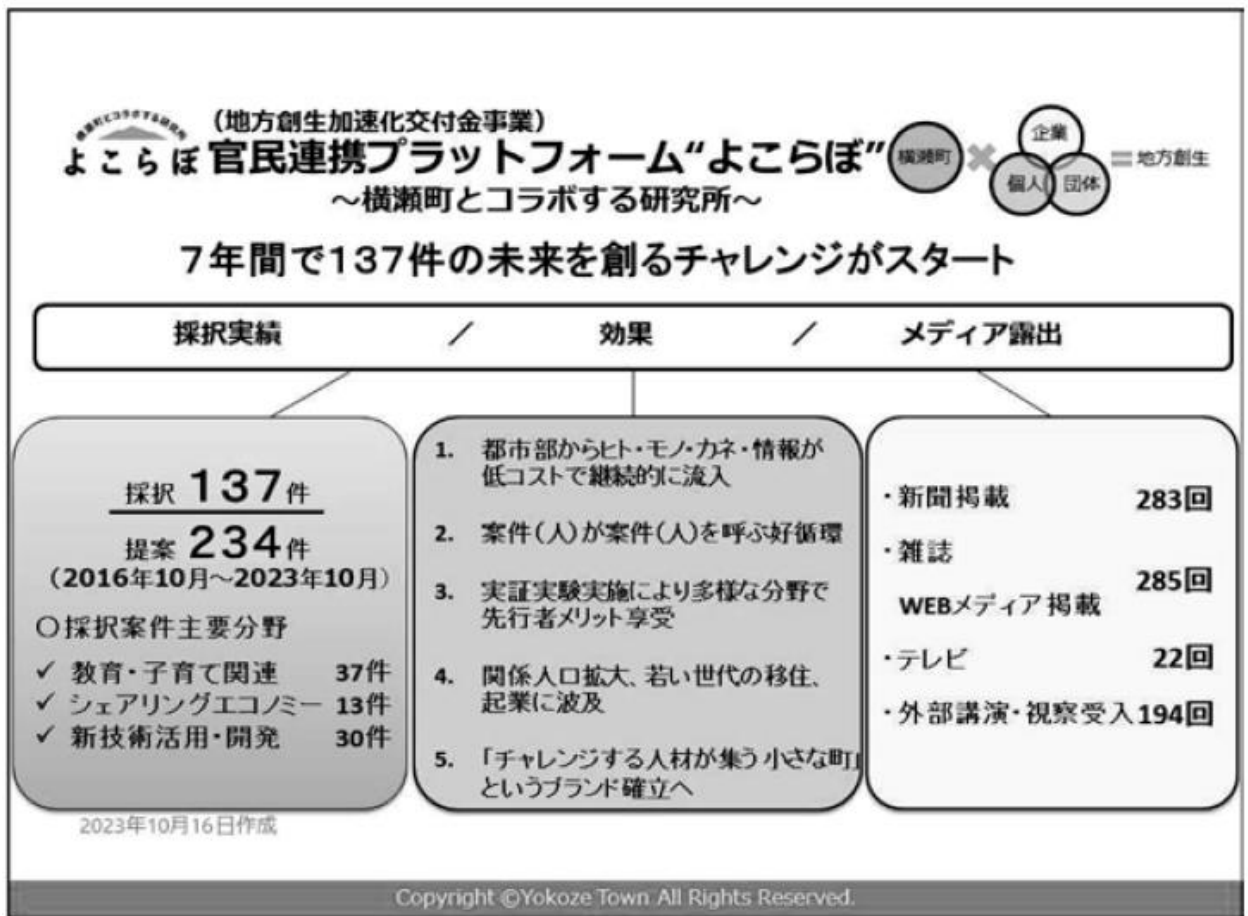 横瀬町とコラボする研究所
よこらぼ
（地方創生加速化交付金事業）
官民連携プラットフォーム“よこらぼ”
～横瀬町とコラボする研究所～
横瀬町
×
企業
個人
団体
＝地方創生
7年間で137件の未来を創るチャレンジがスタート
採択実績 ／ 効果 ／ メディア露出
採択 137件
提案 234件
（2016年10月～2023年10月）
○採択案件主要分野
✓ 教育・子育て関連 37件
✓ シェアリングエコノミー 13件
✓ 新技術活用・開発 30件
1. 都市部からヒト・モノ・カネ・情報が
低コストで継続的に流入
2. 案件（人）が案件（人）を呼ぶ好循環
3. 実証実験実施により多様な分野で
先行者メリット享受
4. 関係人口拡大、若い世代の移住、
起業に波及
5. 「チャレンジする人材が集う小さな町」
というブランド確立へ
・新聞掲載 283回
・雑誌
285回
WEBメディア掲載
・テレビ 22回
・外部講演・視察受入 194回
2023年10月16日作成
Copyright ©Yokoze Town All Rights Reserved.